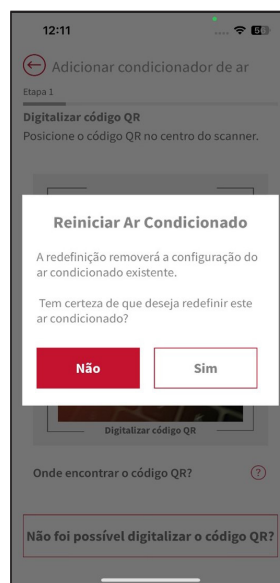 12:11
Adicionar condicionador de ar
Etapa 1
Digitalizar código QR
Posicione o código QR no centro do scanner.
Reiniciar Ar Condicionado
A redefinição removerá a configuração do
ar condicionado existente.
Tem certeza de que deseja redefinir este
ar condicionado?
Não
Sim
Digitalizar código QR
Onde encontrar o código QR?
?
Não foi possível digitalizar o código QR?